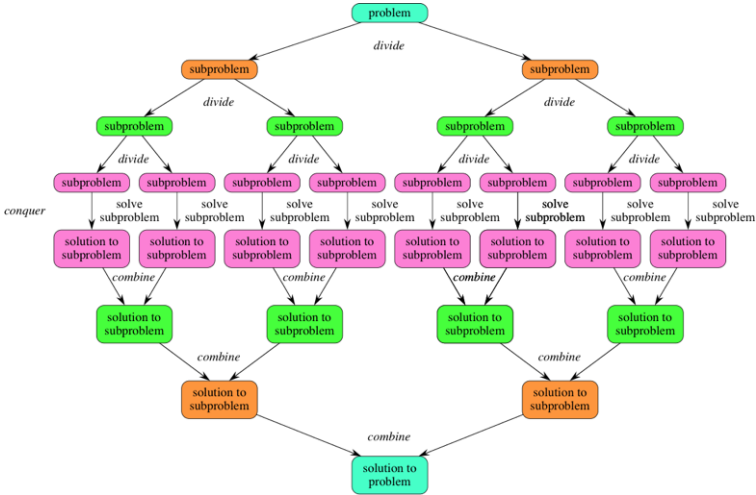 problem
divide
subproblem subproblem
divide divide
subproblem subproblem subproblem subproblem
divide divide divide divide
subproblem subproblem subproblem subproblem subproblem subproblem subproblem subproblem
conquer
solve subproblem solve subproblem solve subproblem solve subproblem solve subproblem solve subproblem solve subproblem solve subproblem
solution to subproblem solution to subproblem solution to subproblem solution to subproblem solution to subproblem solution to subproblem solution to subproblem solution to subproblem
combine combine combine combine
solution to subproblem solution to subproblem solution to subproblem solution to subproblem
combine combine
solution to subproblem solution to subproblem
combine
solution to
problem